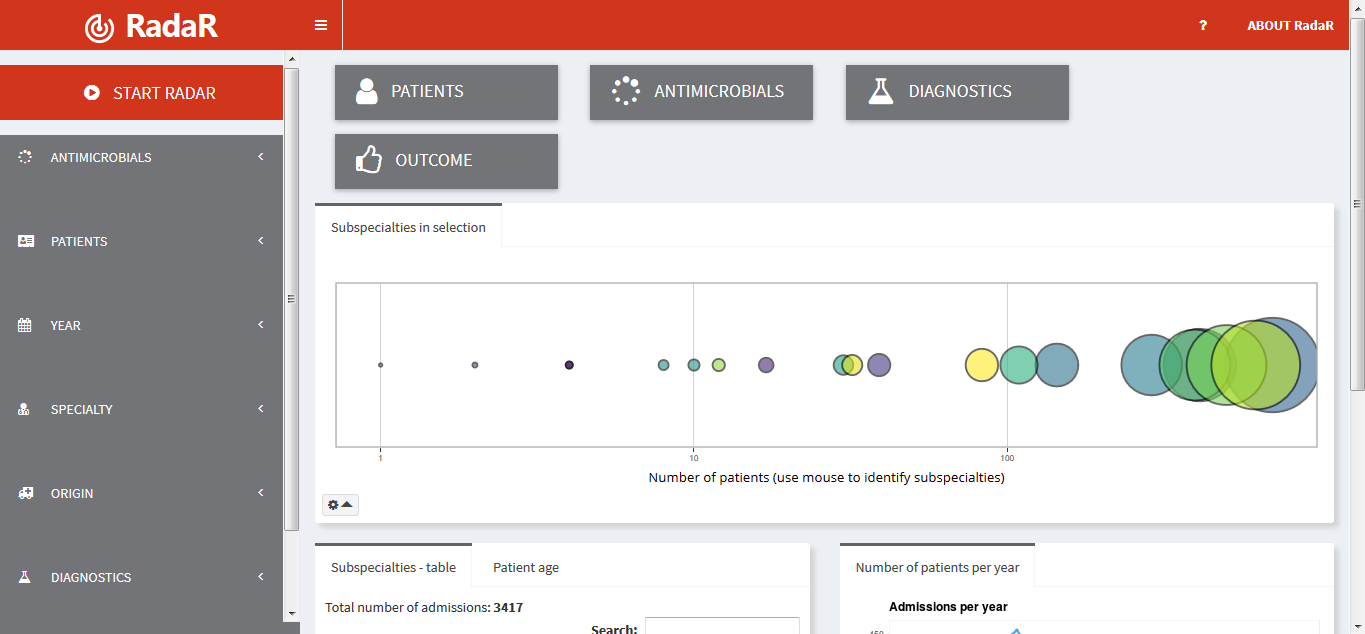 RadaR
?
ABOUT RadaR
START RADAR
ANTIMICROBIALS
PATIENTS
YEAR
SPECIALTY
ORIGIN
DIAGNOSTICS
PATIENTS
ANTIMICROBIALS
DIAGNOSTICS
OUTCOME
Subspecialties in selection
1
10
100
Number of patients (use mouse to identify subspecialties)
Subspecialties - table
Patient age
Total number of admissions: 3417
Search:
Number of patients per year
Admissions per year
450